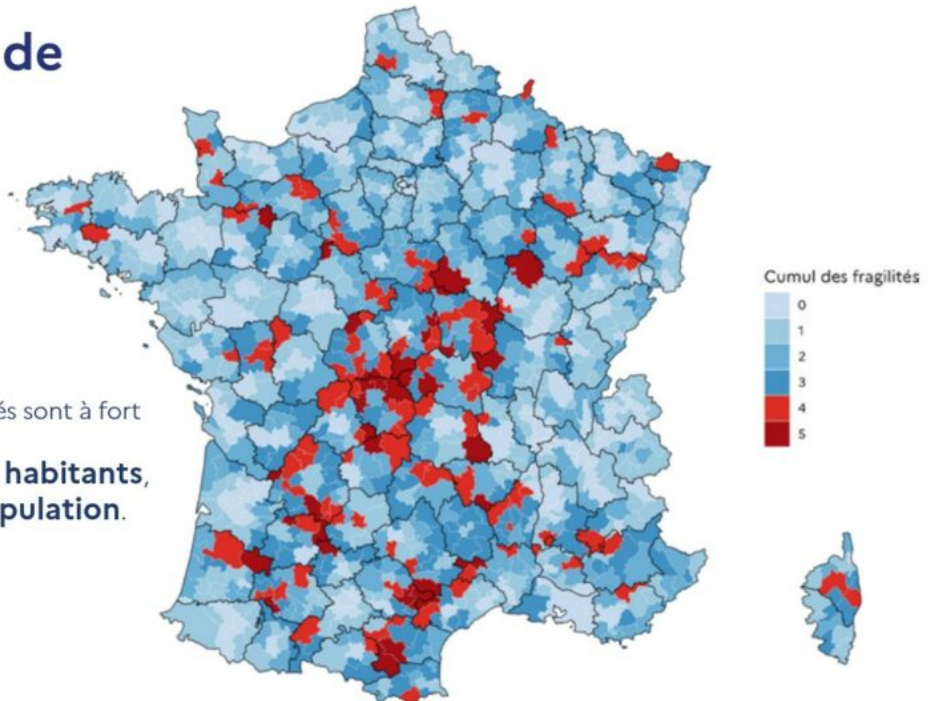 de
Cumul des fragilités
0
1
2
3
4
5
és sont à fort
habitants,
pulation.